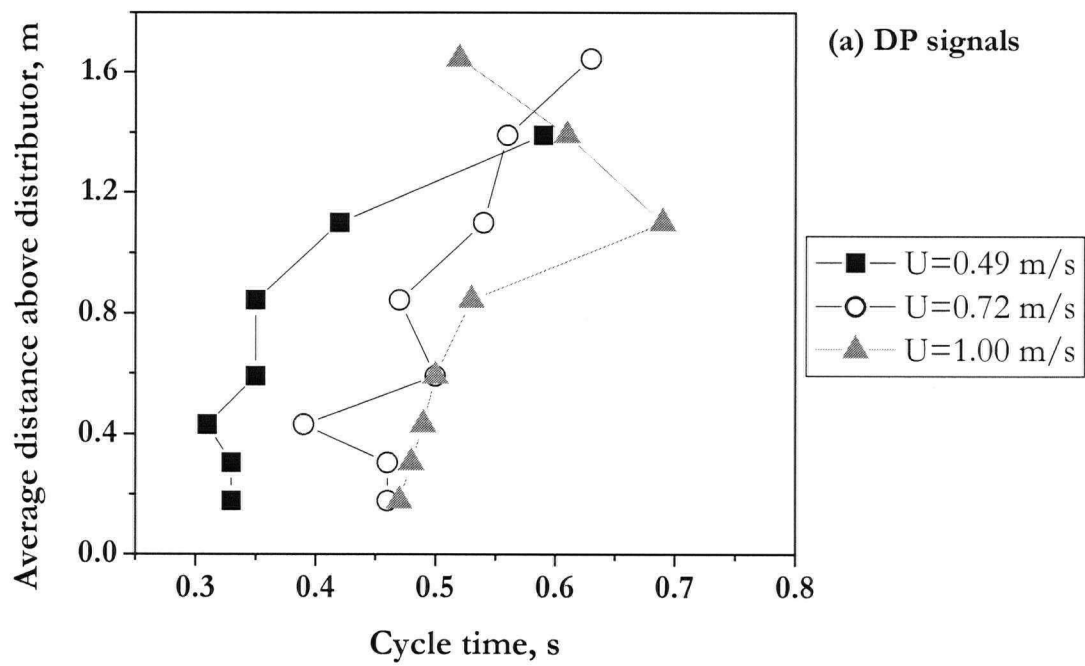 (a) DP signals
Average distance above distributor, m
1.6
1.2
0.8
0.4
0.0
0.3 0.4 0.5 0.6 0.7 0.8
Cycle time, s
U=0.49 m/s
U=0.72 m/s
U=1.00 m/s